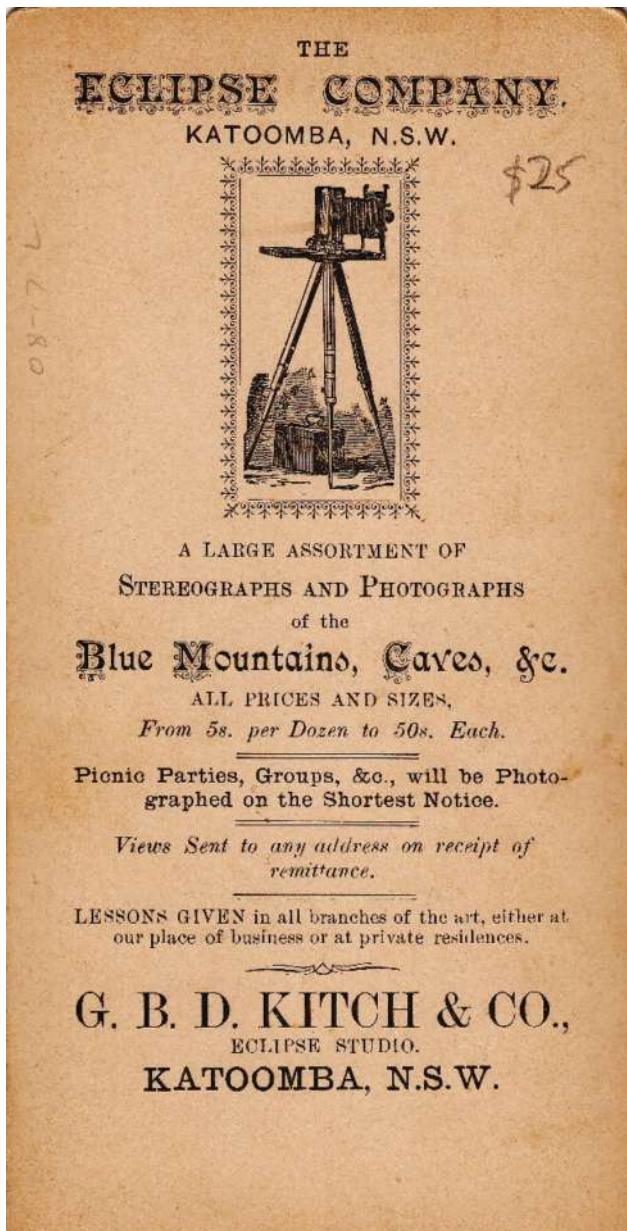 THE
ECLIPSE COMPANY.
KATOOMBA, N.S.W.
$25
A LARGE ASSORTMENT OF
STEREOGRAPHS AND PHOTOGRAPHS
of the
Blue Mountains, Caves, &c.
ALL PRICES AND SIZES,
From 5s. per Dozen to 50s. Each.
Picnic Parties, Groups, &c., will be Photo-
graphed on the Shortest Notice.
Views Sent to any address on receipt of
remittance.
LESSONS GIVEN in all branches of the art, either at
our place of business or at private residences.
G. B. D. KITCH & CO.,
ECLIPSE STUDIO.
KATOOMBA, N.S.W.